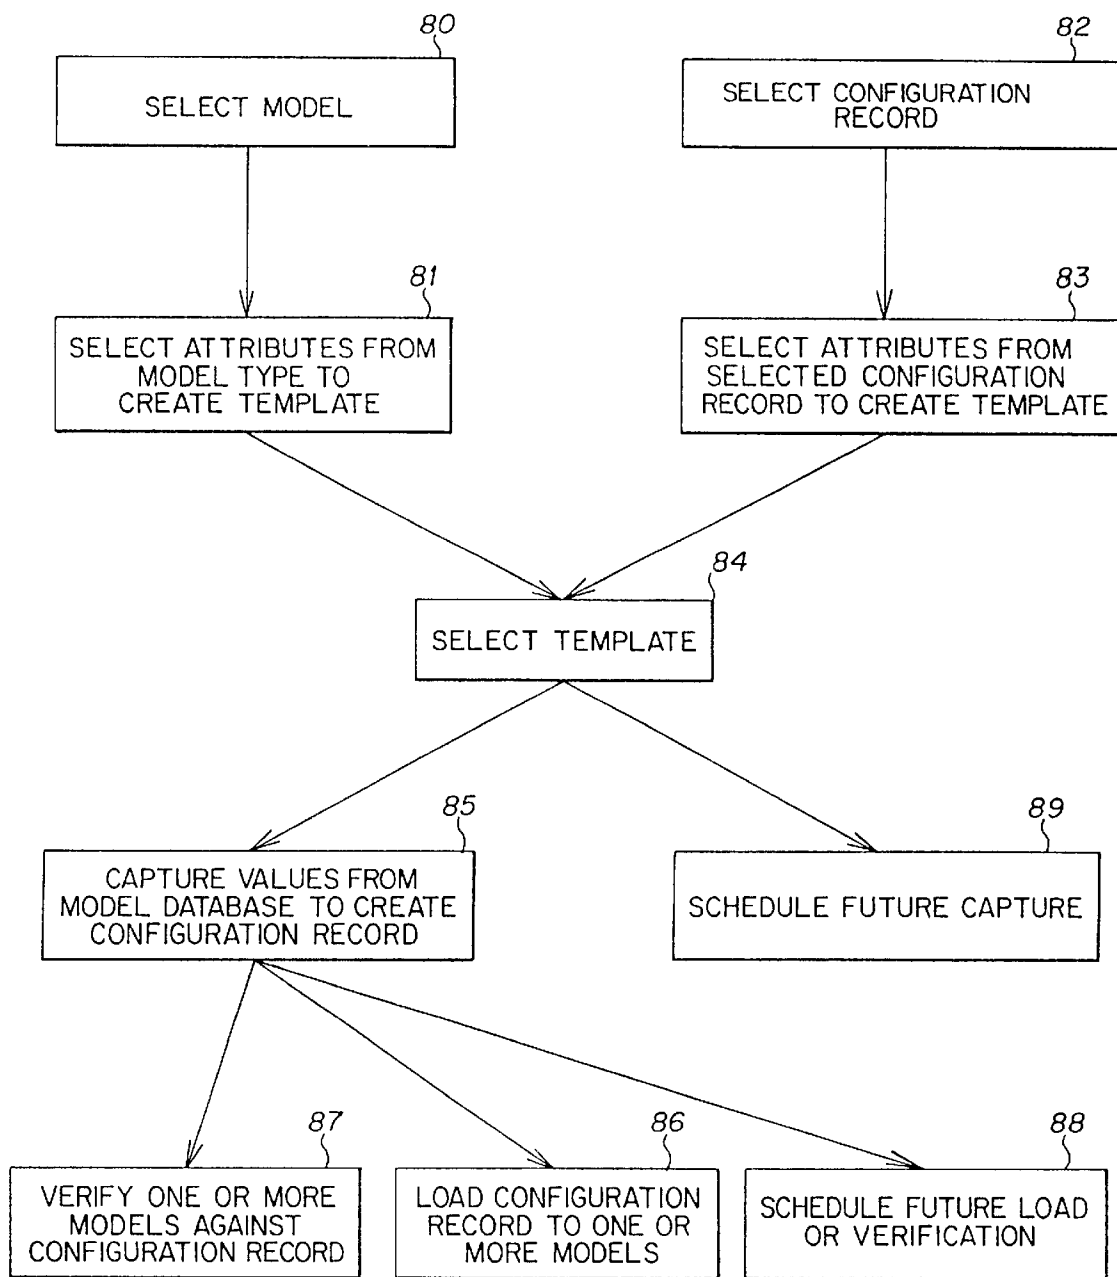 80
SELECT MODEL
82
SELECT CONFIGURATION
RECORD
81
SELECT ATTRIBUTES FROM
MODEL TYPE TO
CREATE TEMPLATE
83
SELECT ATTRIBUTES FROM
SELECTED CONFIGURATION
RECORD TO CREATE TEMPLATE
84
SELECT TEMPLATE
85
CAPTURE VALUES FROM
MODEL DATABASE TO CREATE
CONFIGURATION RECORD
89
SCHEDULE FUTURE CAPTURE
87
VERIFY ONE OR MORE
MODELS AGAINST
CONFIGURATION RECORD
86
LOAD CONFIGURATION
RECORD TO ONE OR
MORE MODELS
88
SCHEDULE FUTURE LOAD
OR VERIFICATION